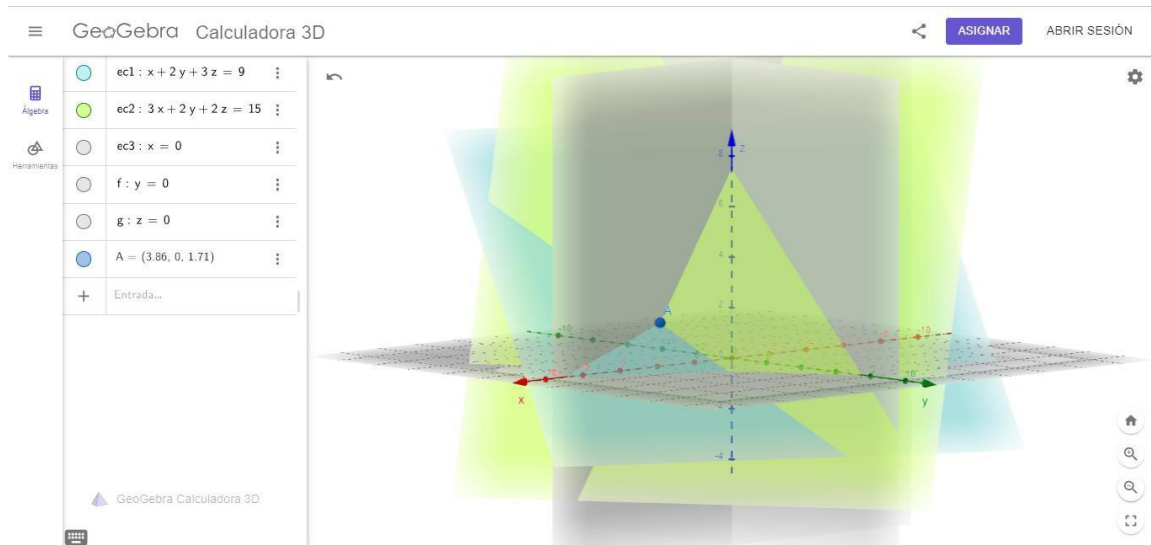 GeoGebra Calculadora 3D
ASIGNAR
ABRIR SESIÓN
Álgebra
Herramientas
ec1 : x + 2 y + 3 z = 9
ec2 : 3 x + 2 y + 2 z = 15
ec3 : x = 0
f : y = 0
g : z = 0
A = (3.86, 0, 1.71)
Entrada...
GeoGebra Calculadora 3D
z
8
6
4
2
A
-10
-10
x
y
-4